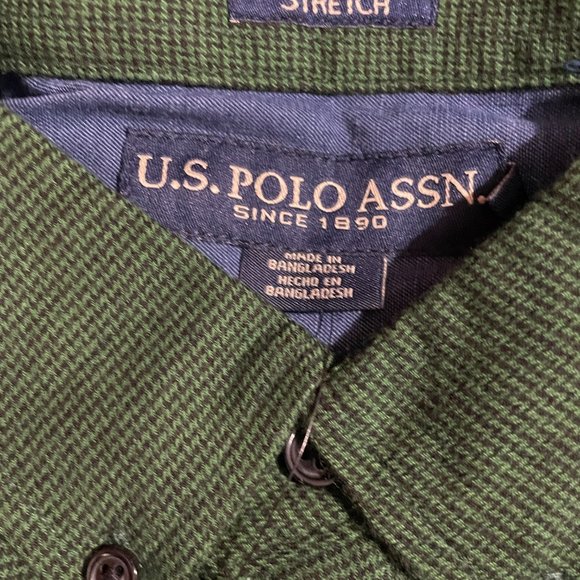 STRETCH
U.S. POLO ASSN.
SINCE 1890
MADE IN
BANGLADESH
HECHO EN
BANGLADESH